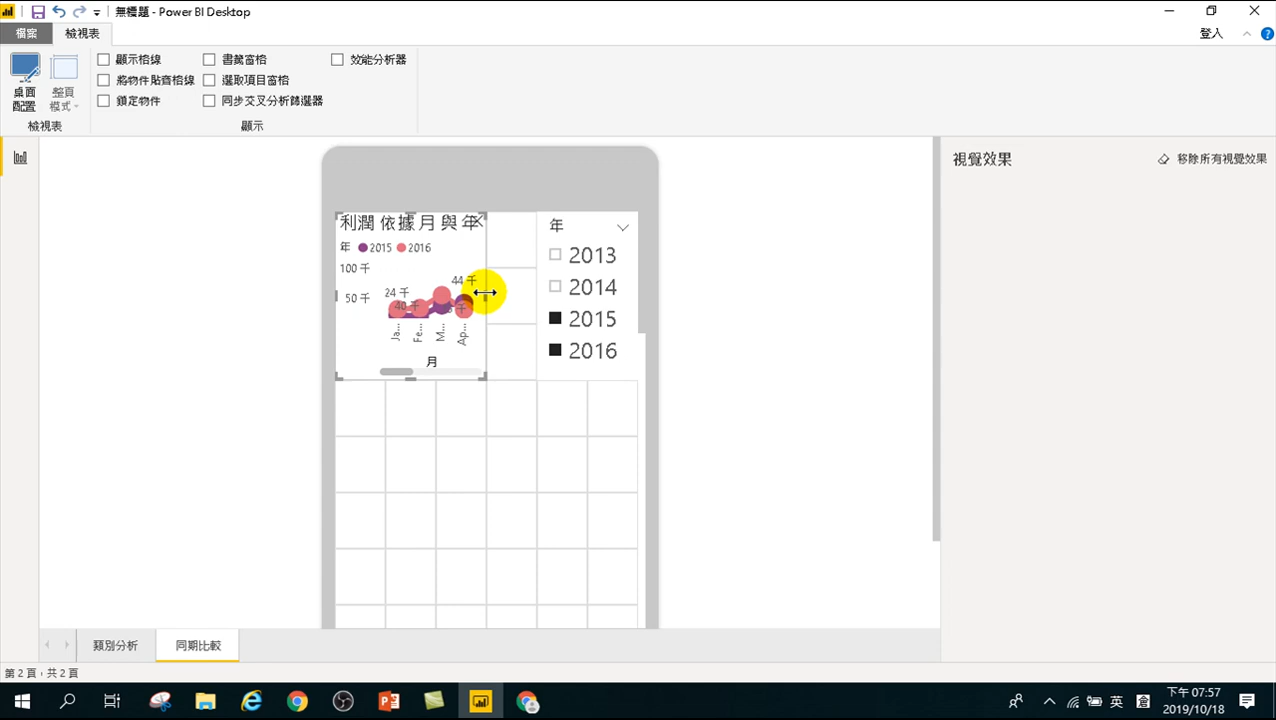 無標題 - Power BI Desktop
檔案
檢視表
登入
顯示格線
將物件貼齊格線
鎖定物件
書籤窗格
選取項目窗格
同步交叉分析篩選器
效能分析器
桌面
配置
整頁
模式
檢視表
顯示
視覺效果
移除所有視覺效果
利潤 依據 月 與 年
年 2015 2016
100 千
50 千
24 千
40 千
44 千
Ja...
Fe...
M...
Ap...
月
年
2013
2014
2015
2016
類別分析
同期比較
第 2 頁,共 2 頁
英
倉
下午 07:57
2019/10/18